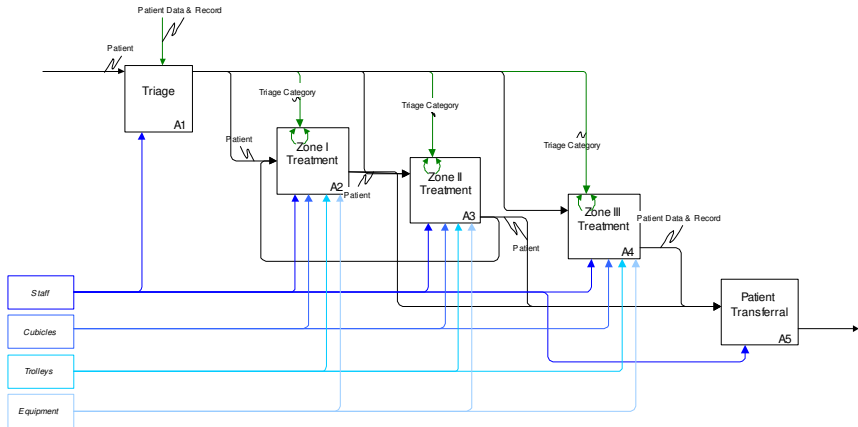 Patient Data & Record
Patient
Triage
A1
Triage Category
Triage Category
Triage Category
Patient
Zone I
Treatment
A2
Patient
Zone II
Treatment
A3
Patient
Zone III
Treatment
A4
Patient Data & Record
Staff
Cubicles
Trolleys
Equipment
Patient
Transferral
A5